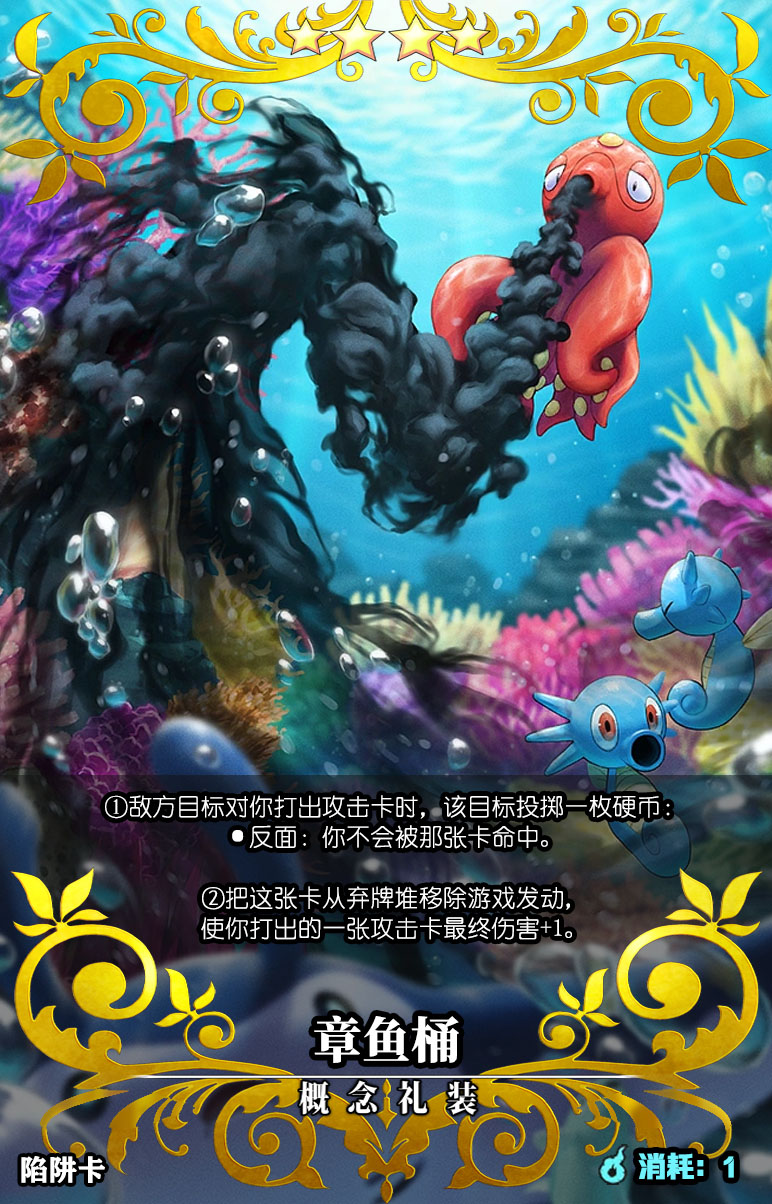 ①敌方目标对你打出攻击卡时，该目标投掷一枚硬币：
●反面：你不会被那张卡命中。
②把这张卡从弃牌堆移除游戏发动，
使你打出的一张攻击卡最终伤害+1。
章鱼桶
概念礼装
陷阱卡
消耗：1